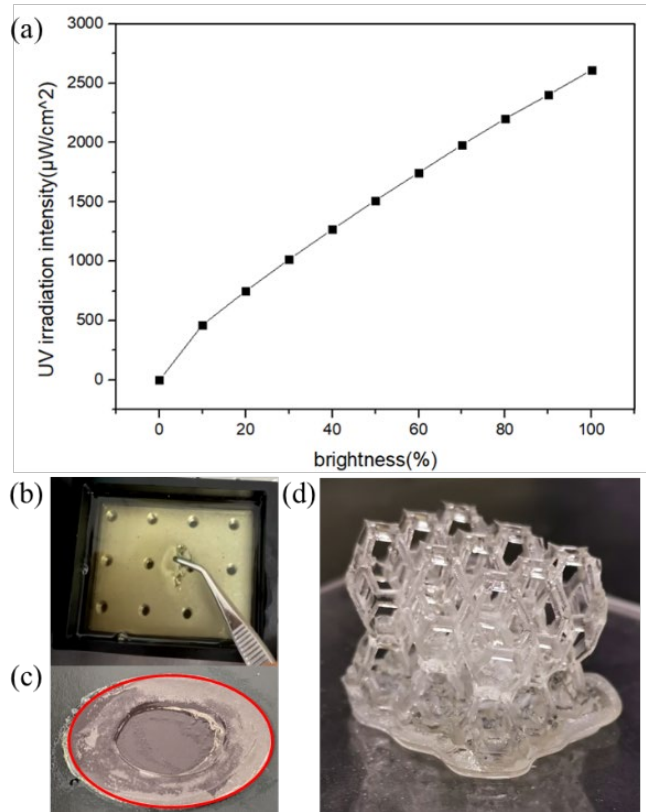 (a)
3000
2500
2000
1500
1000
500
0
UV irradiation intensity(μW/cm^2)
0 20 40 60 80 100
brightness(%)
(b)
(d)
(c)